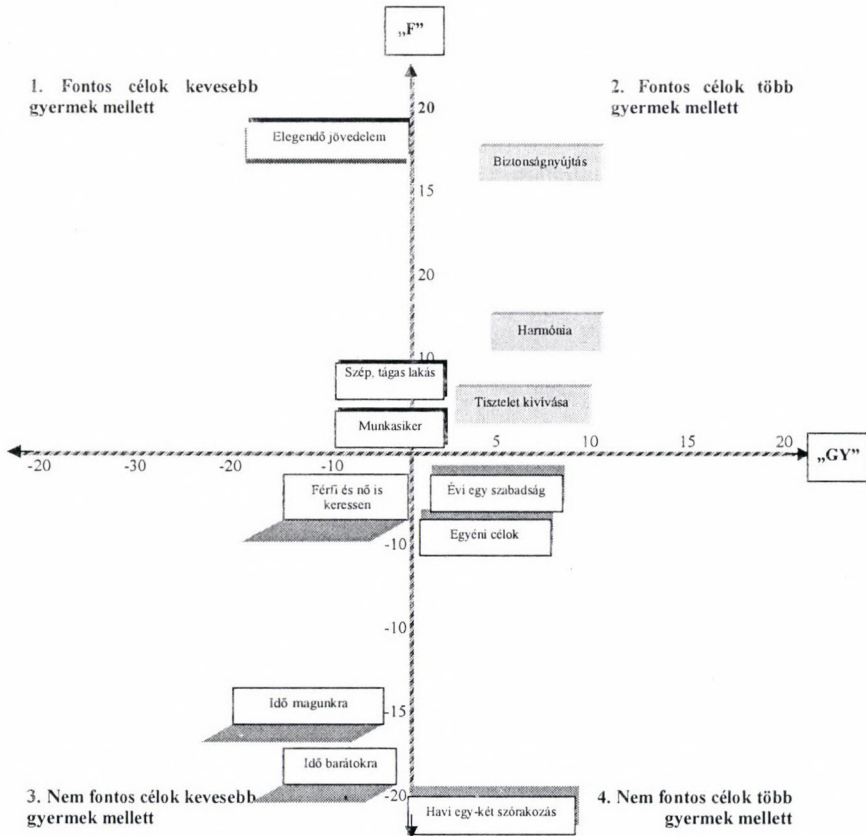 „F”
1. Fontos célok kevesebb
gyermek mellett
2. Fontos célok több
gyermek mellett
20
Elegendő jövedelem
Biztonságnyújtás
15
20
Harmónia
10
Szép, tágas lakás
Tisztelet kivívása
Munkasiker
-20 -20 -20 -10 5 10 15 20
„GY”
Férfi és nő is
keressen
Évi egy szabadság
Egyéni célok
-10
-10
Idő magunkra
-15
Idő barátokra
3. Nem fontos célok kevesebb
gyermek mellett
-20
Havi egy-két szórakozás
4. Nem fontos célok több
gyermek mellett